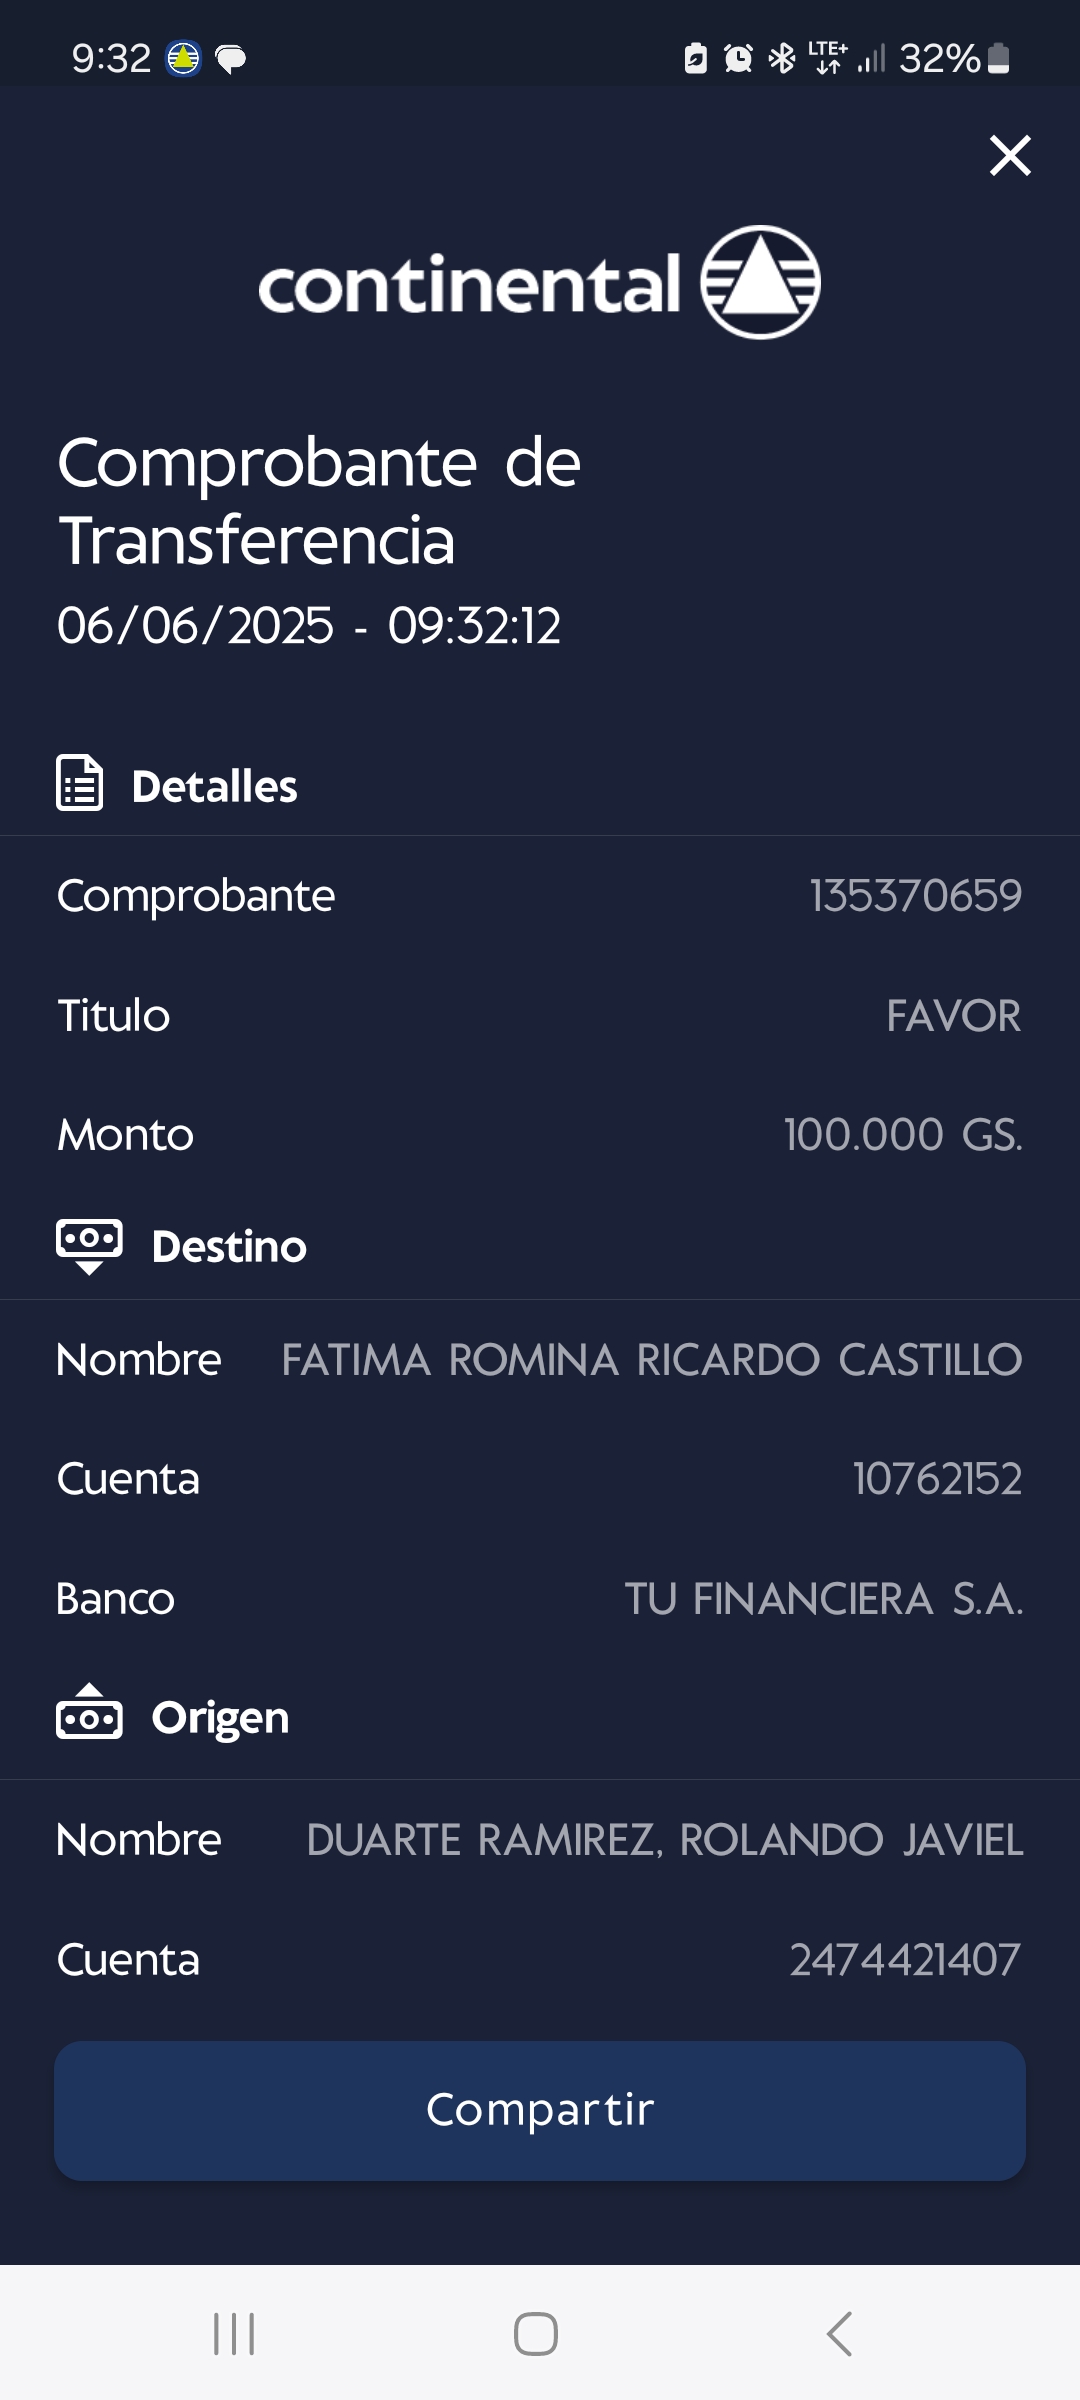 9:32 LTE+ 32%
continental
Comprobante de
Transferencia
06/06/2025 - 09:32:12
Detalles
Comprobante 135370659
Titulo FAVOR
Monto 100.000 GS.
Destino
Nombre FATIMA ROMINA RICARDO CASTILLO
Cuenta 10762152
Banco TU FINANCIERA S.A.
Origen
Nombre DUARTE RAMIREZ, ROLANDO JAVIEL
Cuenta 2474421407
Compartir